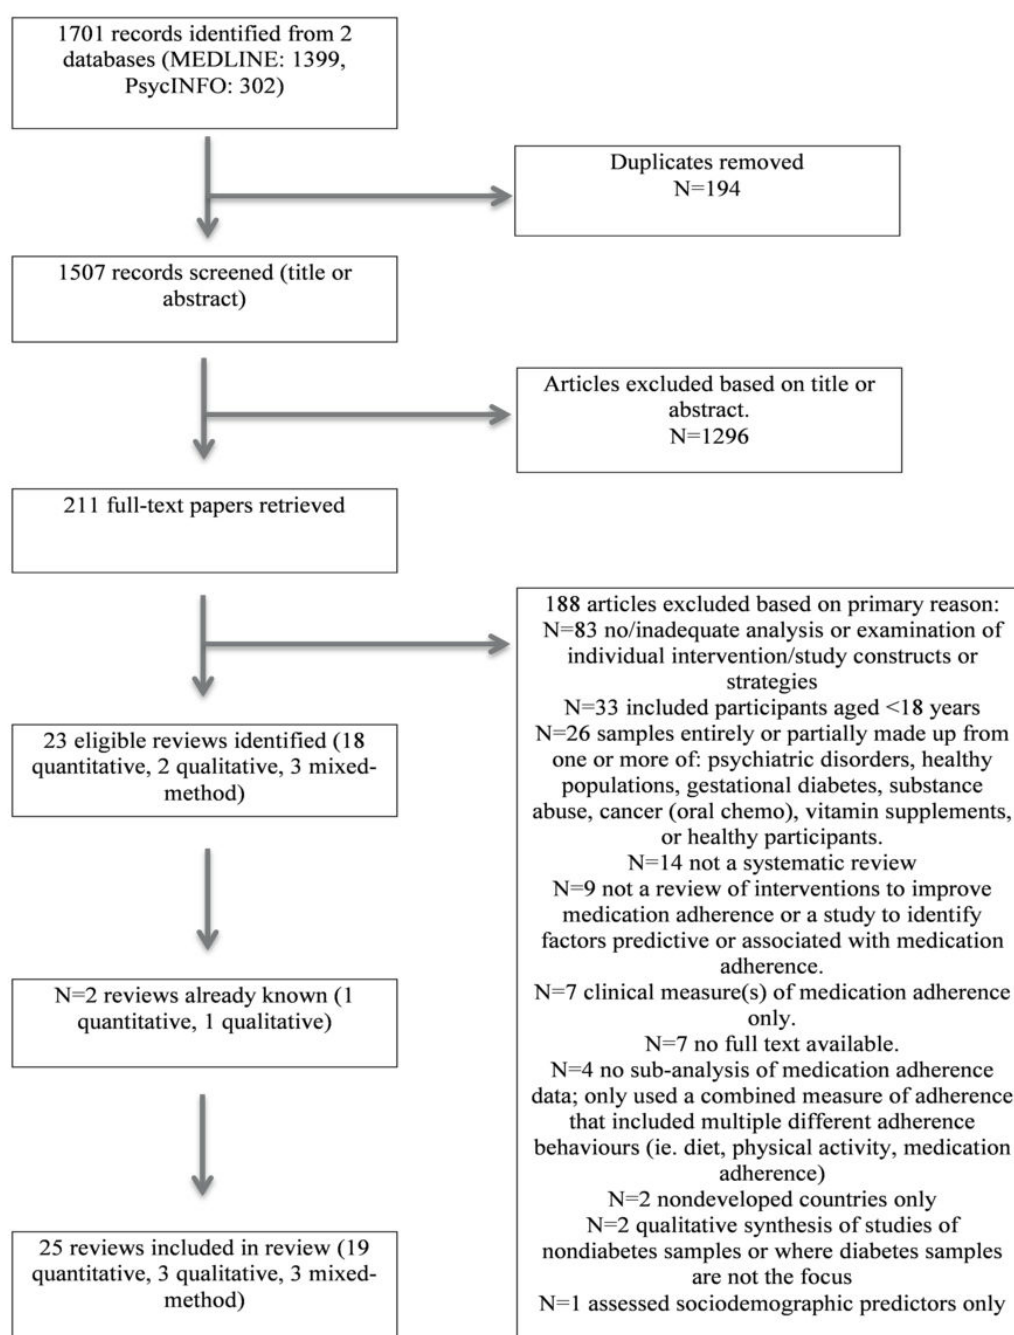 1701 records identified from 2
databases (MEDLINE: 1399,
PsycINFO: 302)
Duplicates removed
N=194
1507 records screened (title or
abstract)
Articles excluded based on title or
abstract.
N=1296
211 full-text papers retrieved
188 articles excluded based on primary reason:
N=83 no/inadequate analysis or examination of
individual intervention/study constructs or
strategies
N=33 included participants aged <18 years
N=26 samples entirely or partially made up from
one or more of: psychiatric disorders, healthy
populations, gestational diabetes, substance
abuse, cancer (oral chemo), vitamin supplements,
or healthy participants.
N=14 not a systematic review
N=9 not a review of interventions to improve
medication adherence or a study to identify
factors predictive or associated with medication
adherence.
N=7 clinical measure(s) of medication adherence
only.
N=7 no full text available.
N=4 no sub-analysis of medication adherence
data; only used a combined measure of adherence
that included multiple different adherence
behaviours (ie. diet, physical activity, medication
adherence)
N=2 nondeveloped countries only
N=2 qualitative synthesis of studies of
nondiabetes samples or where diabetes samples
are not the focus
N=1 assessed sociodemographic predictors only
23 eligible reviews identified (18
quantitative, 2 qualitative, 3 mixed-
method)
N=2 reviews already known (1
quantitative, 1 qualitative)
25 reviews included in review (19
quantitative, 3 qualitative, 3 mixed-
method)